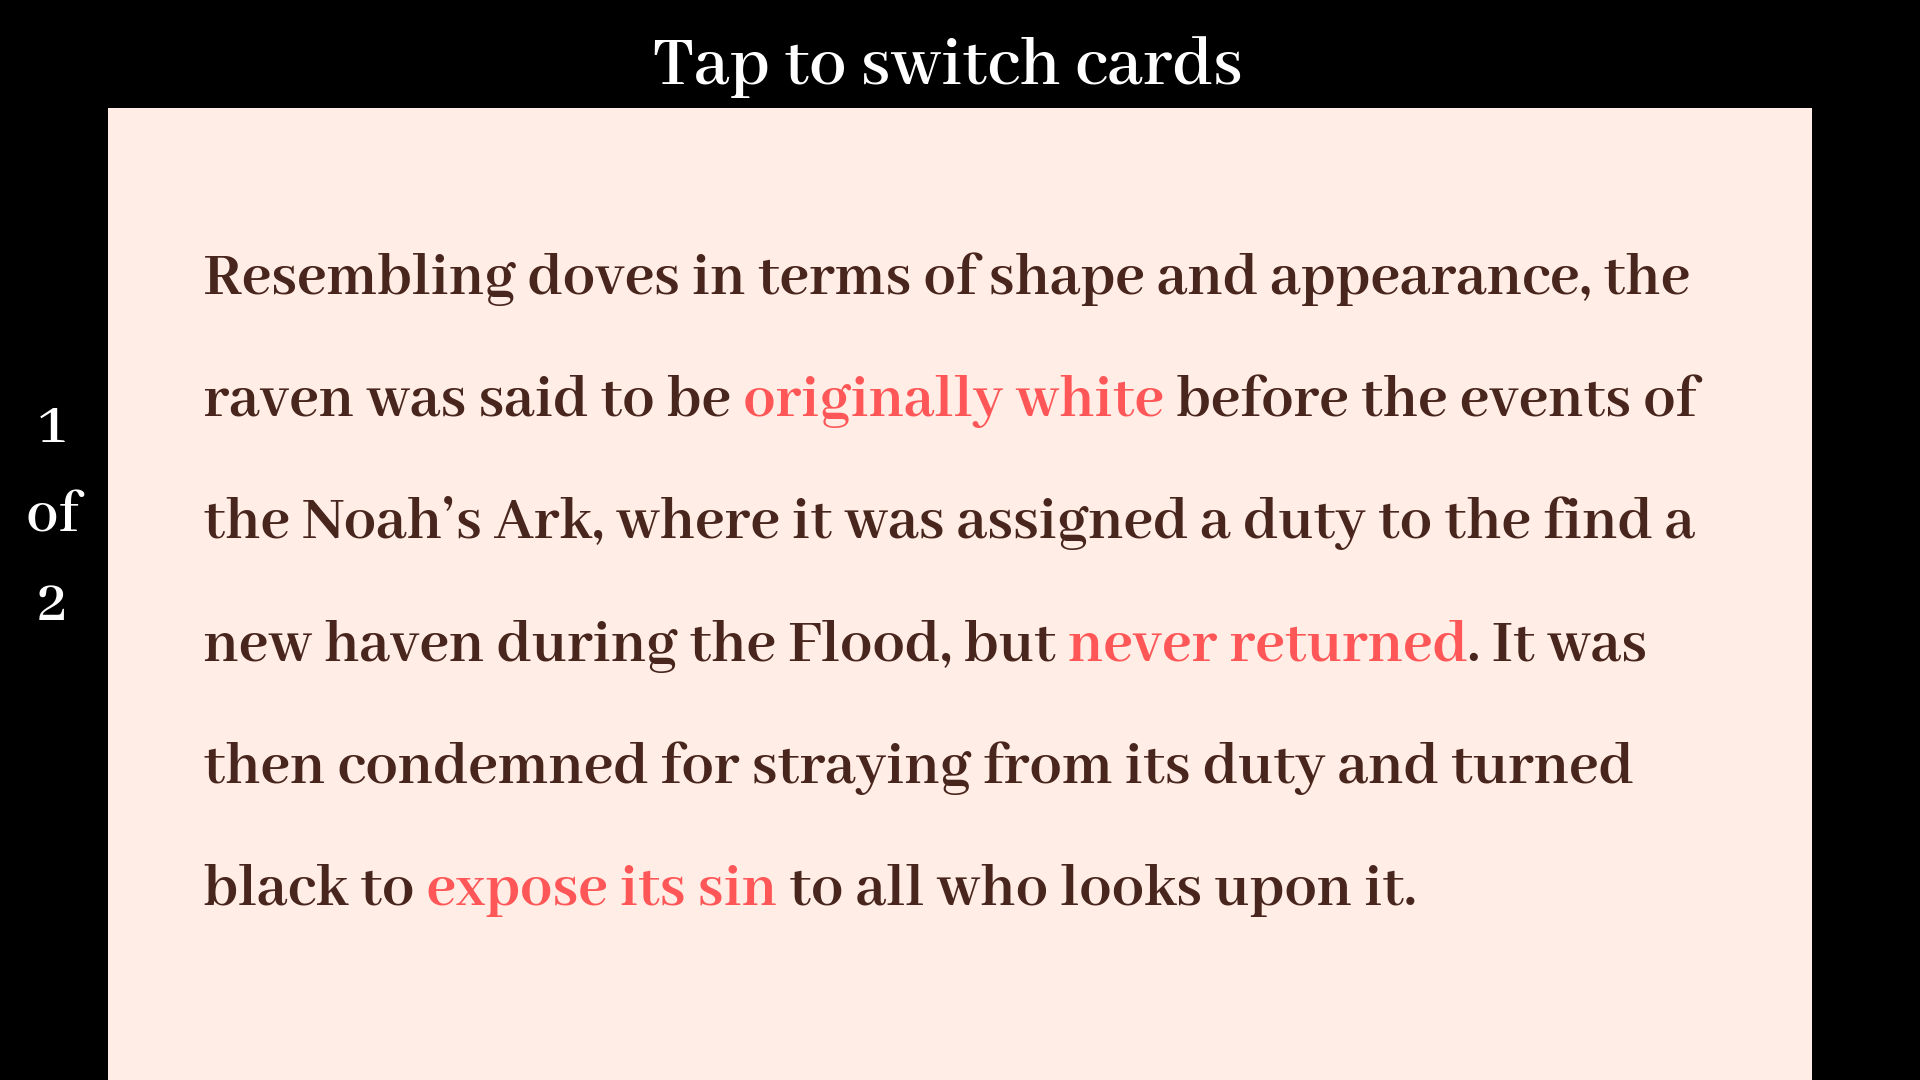 Tap to switch cards
Resembling doves in terms of shape and appearance, the
raven was said to be originally white before the events of
the Noah’s Ark, where it was assigned a duty to the find a
new haven during the Flood, but never returned. It was
then condemned for straying from its duty and turned
black to expose its sin to all who looks upon it.
1
of
2